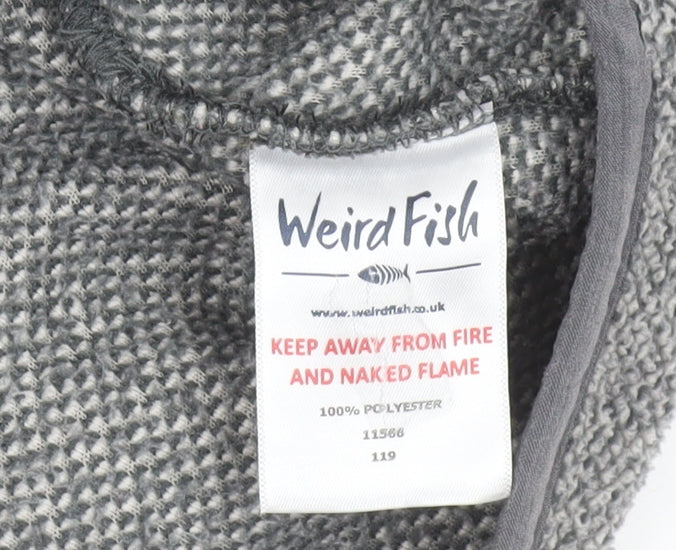 Weird Fish
www.weirdfish.co.uk
KEEP AWAY FROM FIRE
AND NAKED FLAME
100% POLYESTER
11566
119